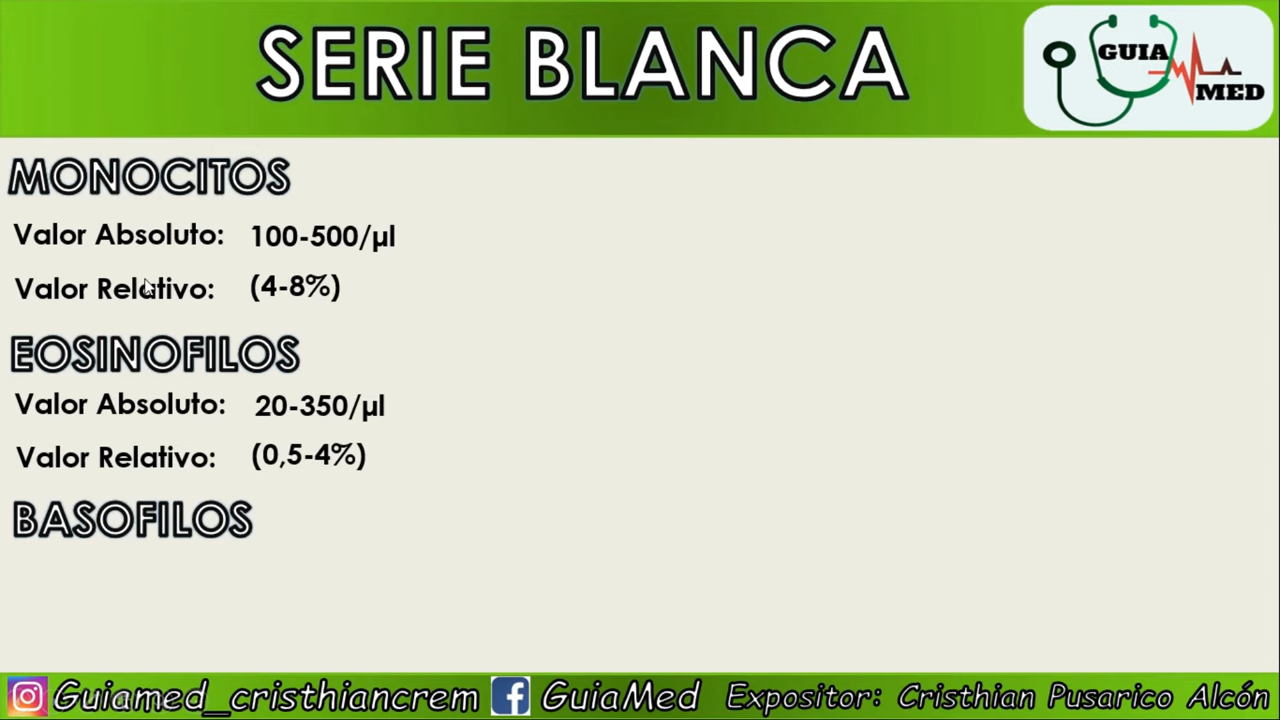 SERIE BLANCA
GUIA
MED
MONOCITOS
Valor Absoluto: 100-500/µl
Valor Relativo: (4-8%)
EOSINOFILOS
Valor Absoluto: 20-350/µl
Valor Relativo: (0,5-4%)
BASOFILOS
Guiamed_cristhiancrem GuiaMed Expositor: Cristhian Pusarico Alcón